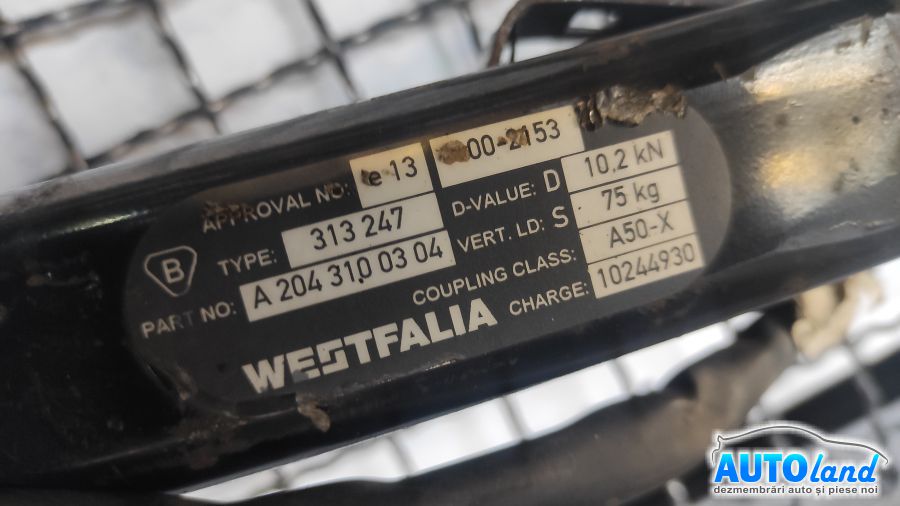 APPROVAL NO: e 13 00-2153
B
TYPE: 313 247 D-VALUE: D 10,2 kN
PART NO: A 204 310 03 04 VERT. LD: S 75 kg
COUPLING CLASS: A50-X
WESTFALIA CHARGE: 10244930
AUTOland
dezmembrări auto și piese noi